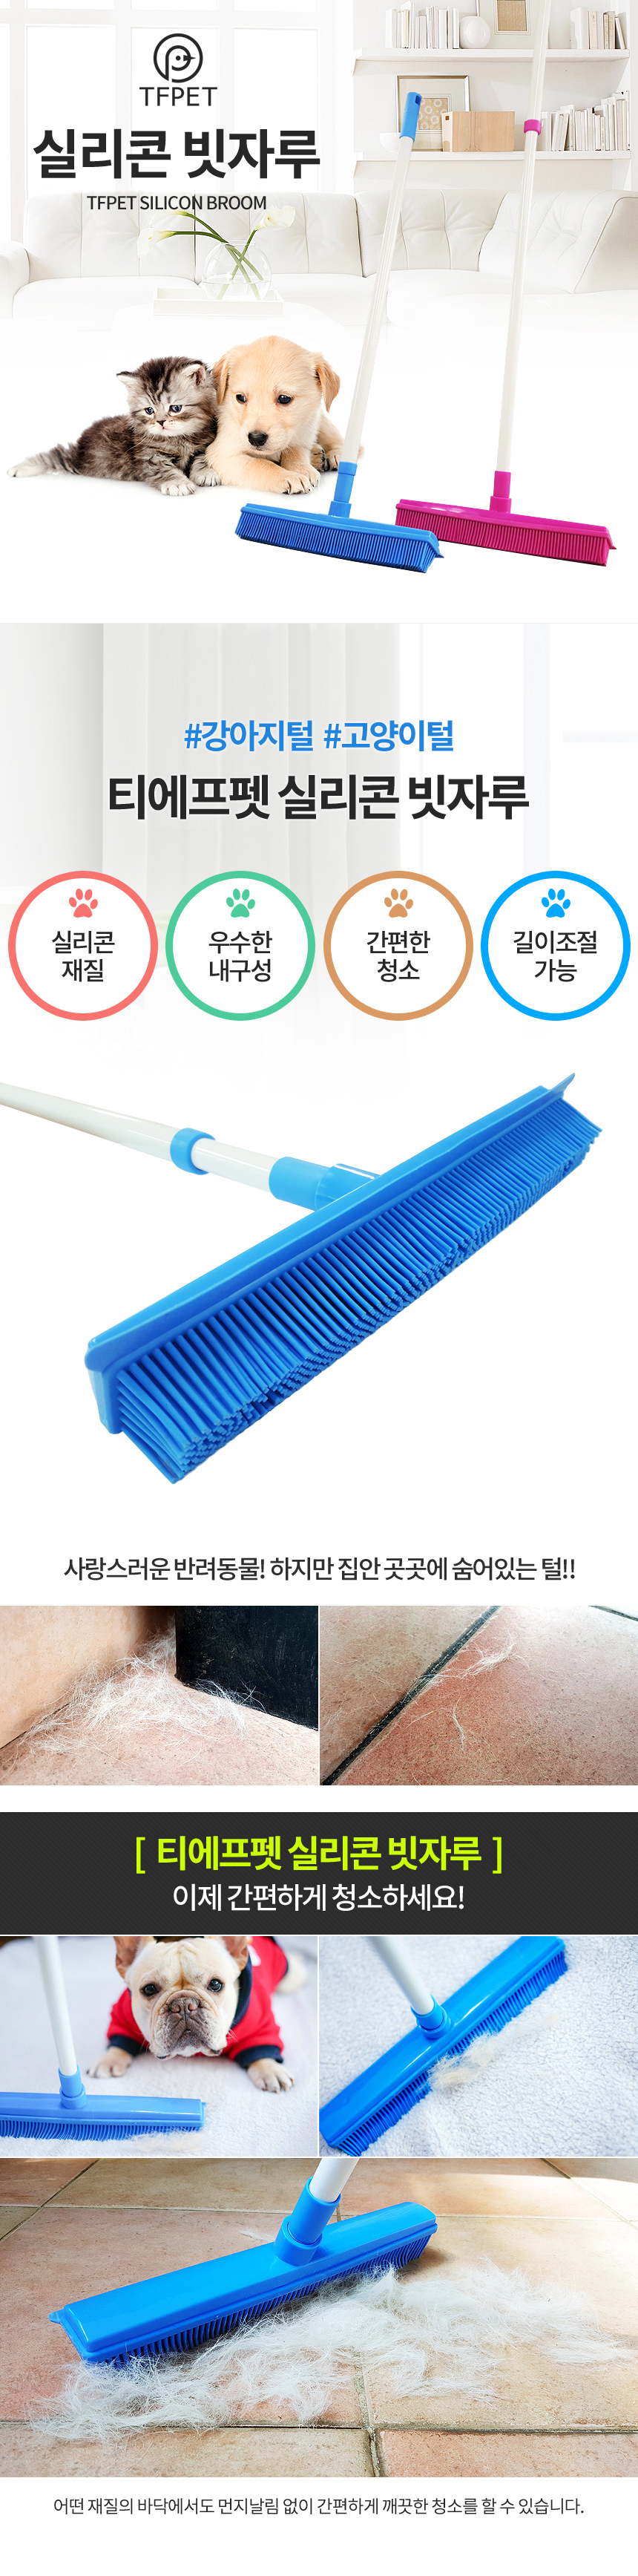 TFPET
실리콘 빗자루
TFPET SILICON BROOM
#강아지털 #고양이털
티에프펫 실리콘 빗자루
실리콘
재질
우수한
내구성
간편한
청소
길이조절
가능
사랑스러운 반려동물! 하지만 집안 곳곳에 숨어있는 털!!
[ 티에프펫 실리콘 빗자루 ]
이제 간편하게 청소하세요!
어떤 재질의 바닥에서도 먼지날림 없이 간편하게 깨끗한 청소를 할 수 있습니다.